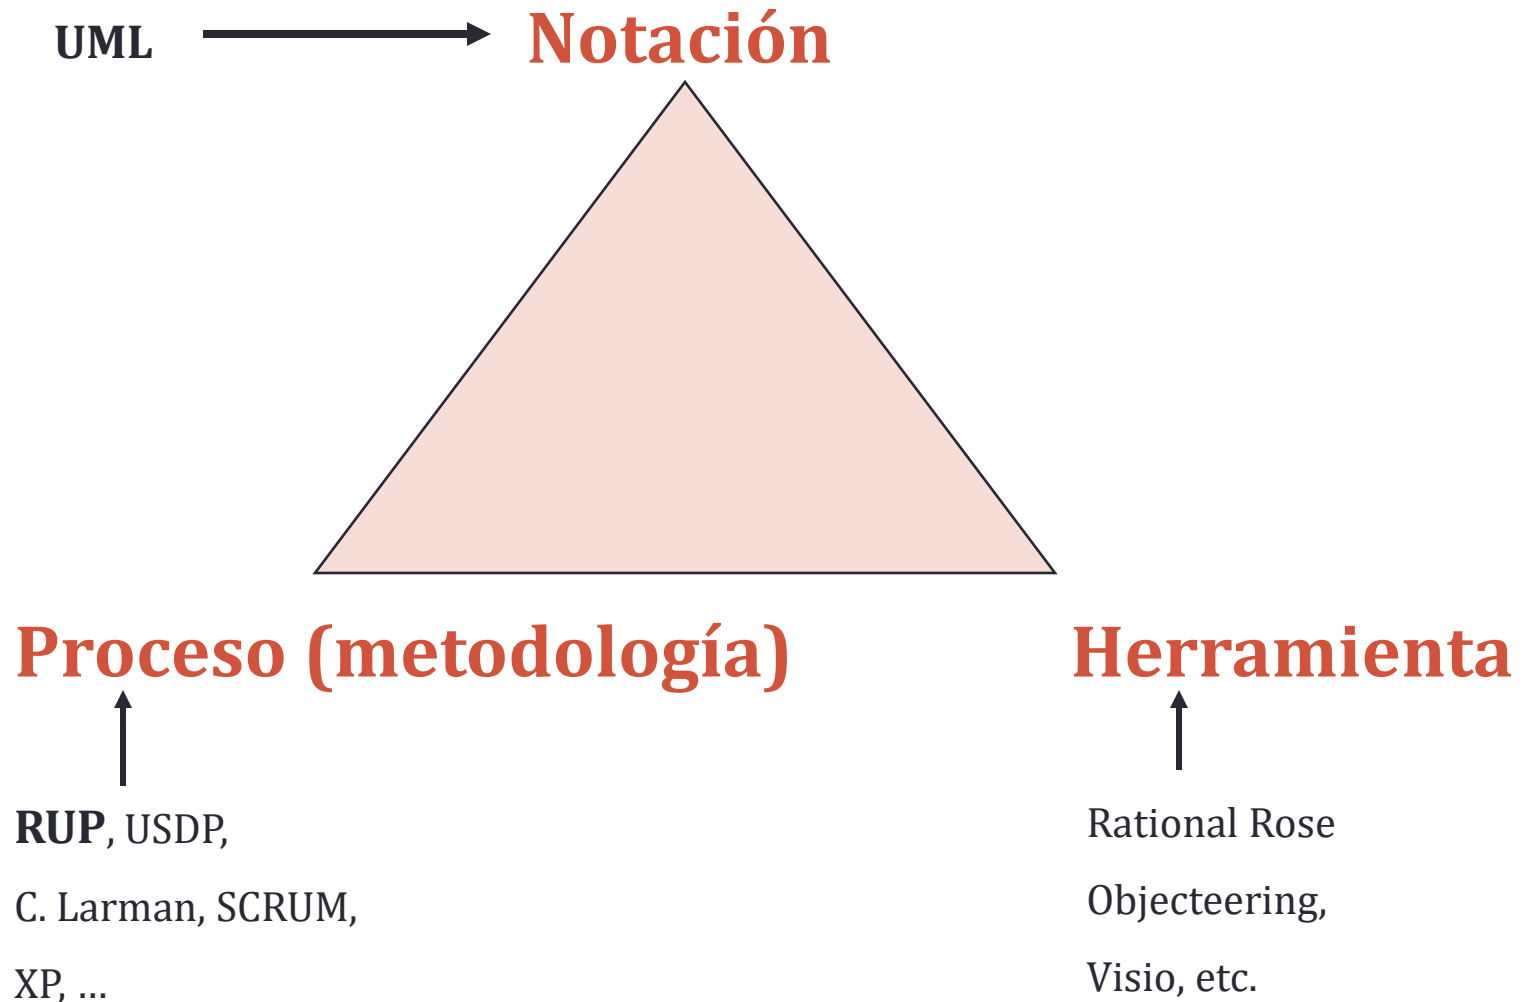 UML
Notación
Proceso (metodología)
Herramienta
RUP, USDP,
C. Larman, SCRUM,
XP, ...
Rational Rose
Objecteering,
Visio, etc.